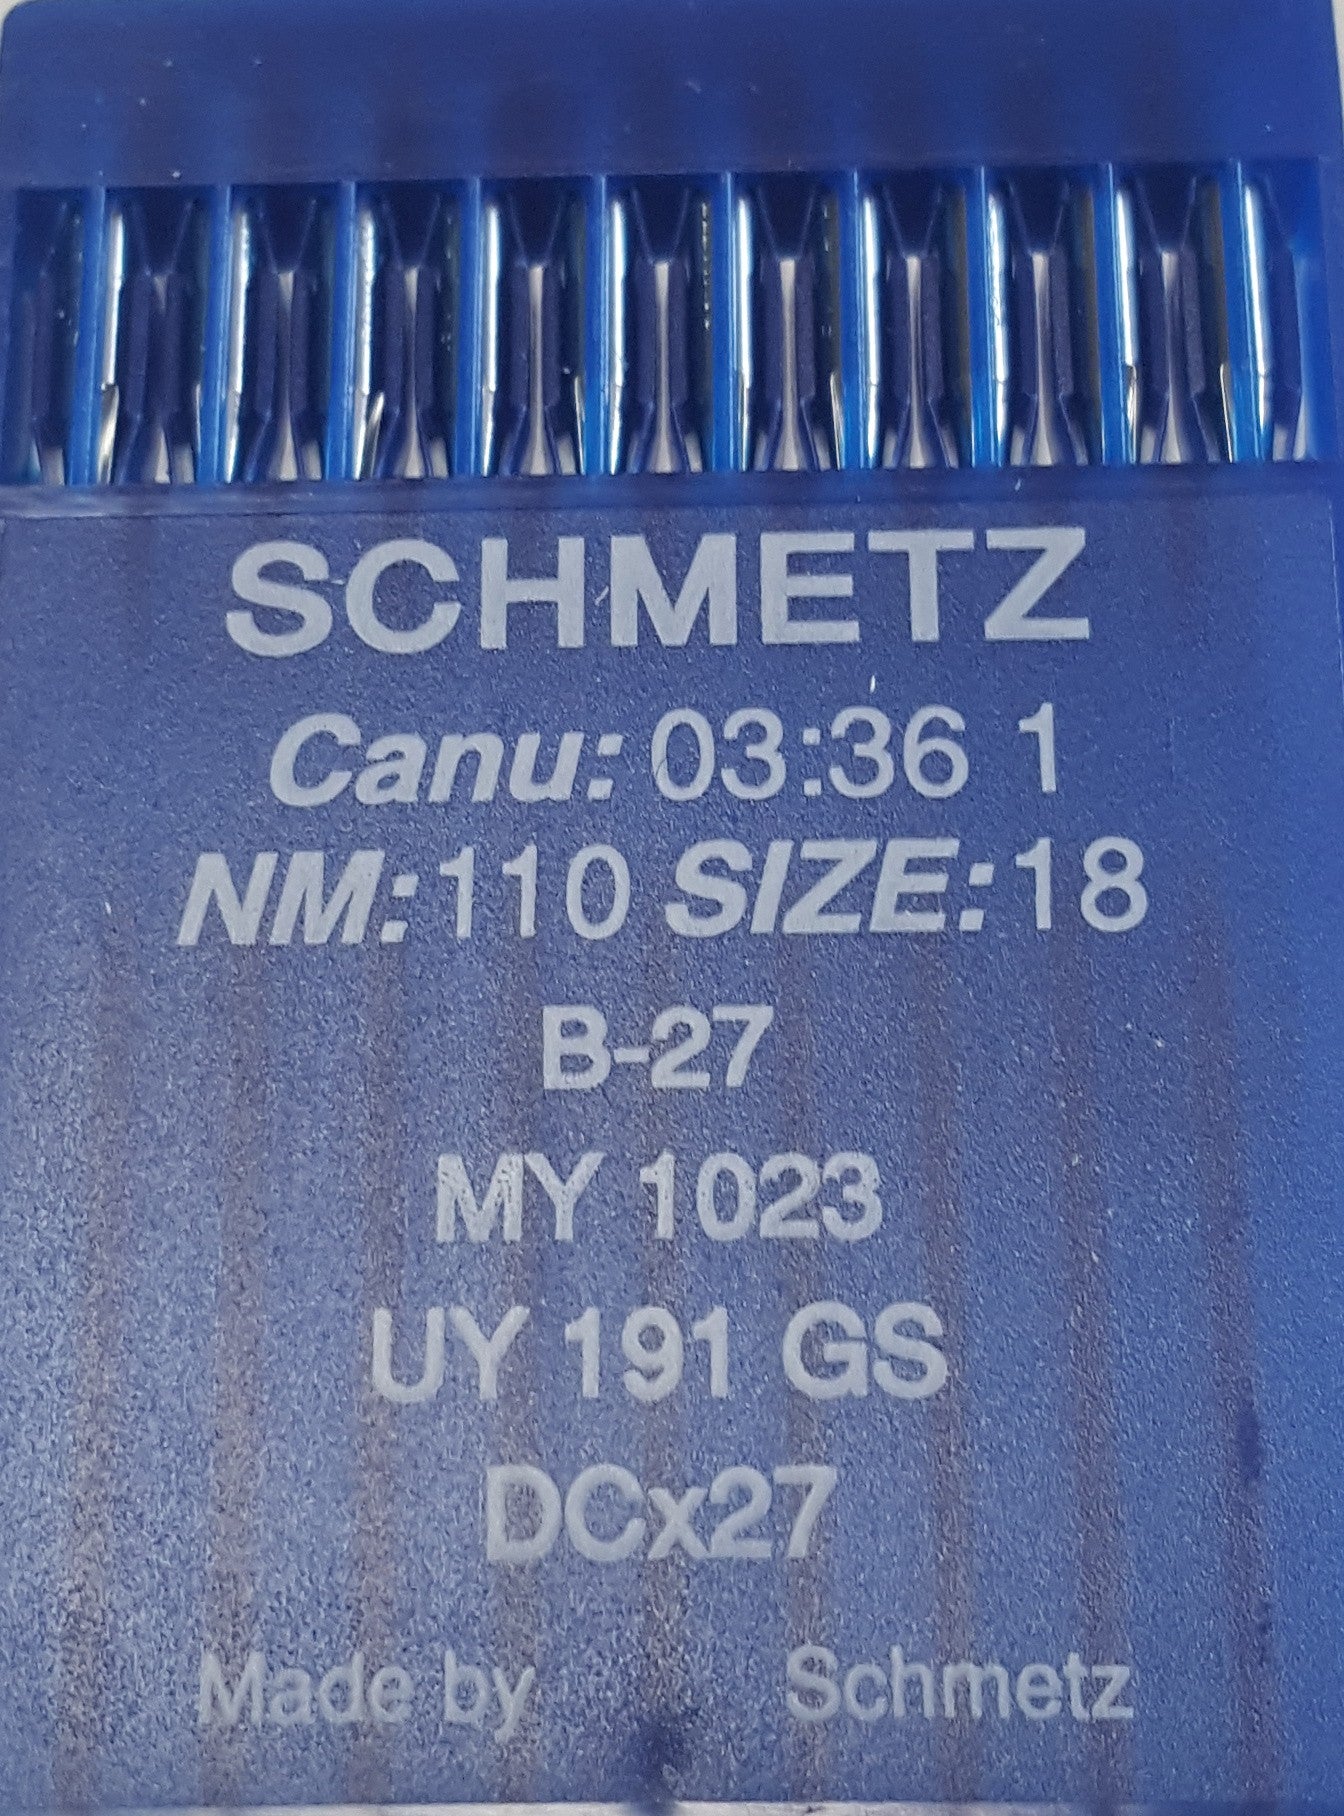 SCHMETZ
Canu: 03:36 1
NM: 110 SIZE: 18
B-27
MY 1023
UY 191 GS
DCx27
Made by Schmetz